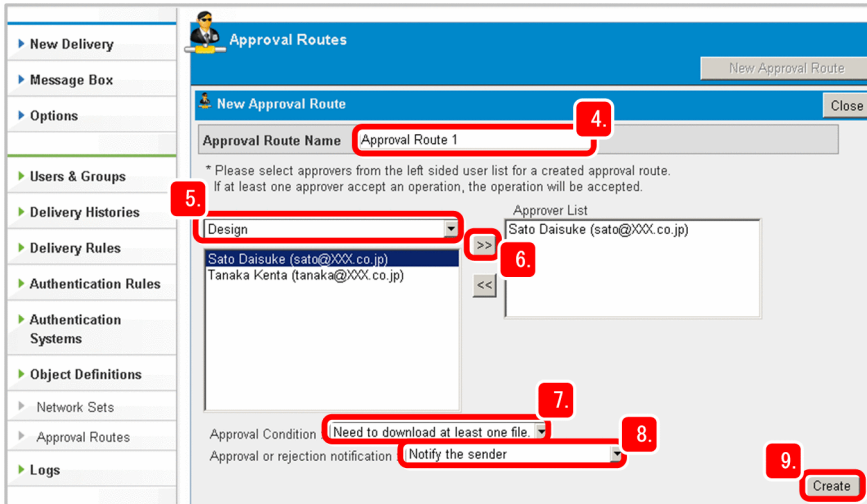 New Delivery
Message Box
Options
Users & Groups
Delivery Histories
Delivery Rules
Authentication Rules
Authentication
Systems
Object Definitions
Network Sets
Approval Routes
Logs
Approval Routes
New Approval Route
New Approval Route
Close
4.
Approval Route Name Approval Route 1
* Please select approvers from the left sided user list for a created approval route.
If at least one approver accept an operation, the operation will be accepted.
5.
Design
Sato Daisuke (sato@XXX.co.jp)
Tanaka Kenta (tanaka@XXX.co.jp)
>>
6.
<<
Approver List
Sato Daisuke (sato@XXX.co.jp)
7.
Approval Condition : Need to download at least one file.
8.
Approval or rejection notification : Notify the sender
9.
Create